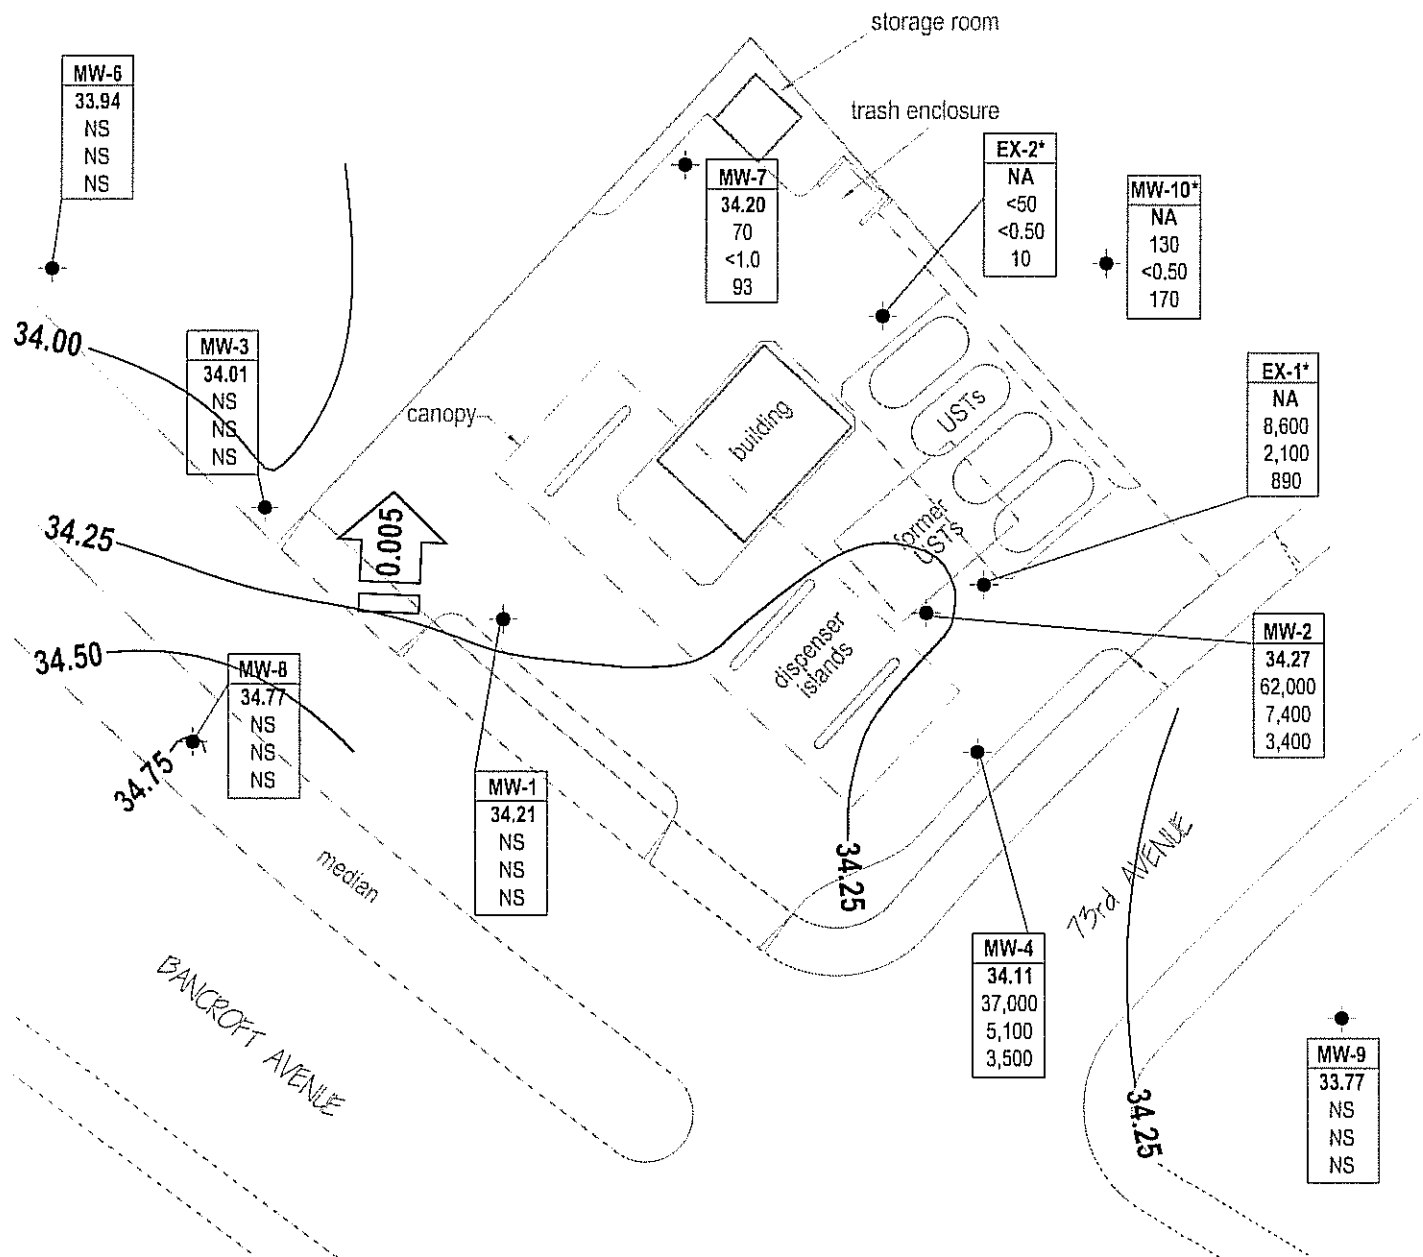 storage room
trash enclosure
MW-6
33.94
NS
NS
NS
MW-7
34.20
70
<1.0
93
EX-2*
NA
<50
<0.50
10
MW-10*
NA
130
<0.50
170
34.00
MW-3
34.01
NS
NS
NS
canopy
building
USTs
former
USTs
EX-1*
NA
8,600
2,100
890
34.25
0.005
34.50
MW-8
34.77
NS
NS
NS
34.75
dispenser
islands
MW-2
34.27
62,000
7,400
3,400
MW-1
34.21
NS
NS
NS
median
34.25
73rd AVENUE
MW-4
34.11
37,000
5,100
3,500
BANCROFT AVENUE
MW-9
33.77
NS
NS
NS
34.25